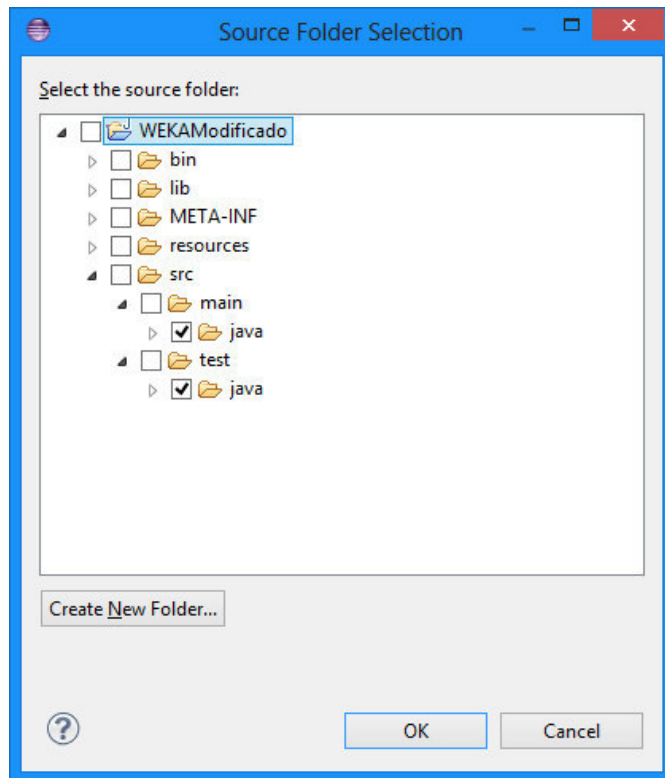 Source Folder Selection
Select the source folder:
WEKAModificado
bin
lib
META-INF
resources
src
main
java
test
java
Create New Folder...
OK
Cancel